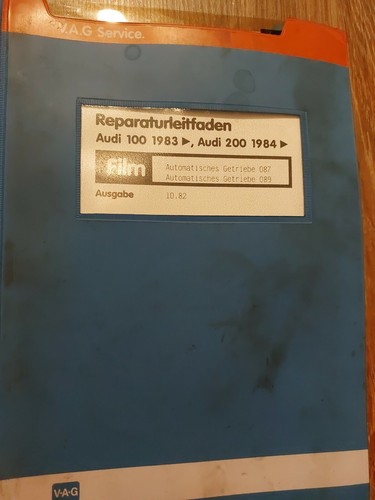 V.A.G Service.
Reparaturleitfaden
Audi 100 1983 ►, Audi 200 1984 ►
Film
Automatisches Getriebe 087
Automatisches Getriebe 089
Ausgabe 10.82
V·A·G